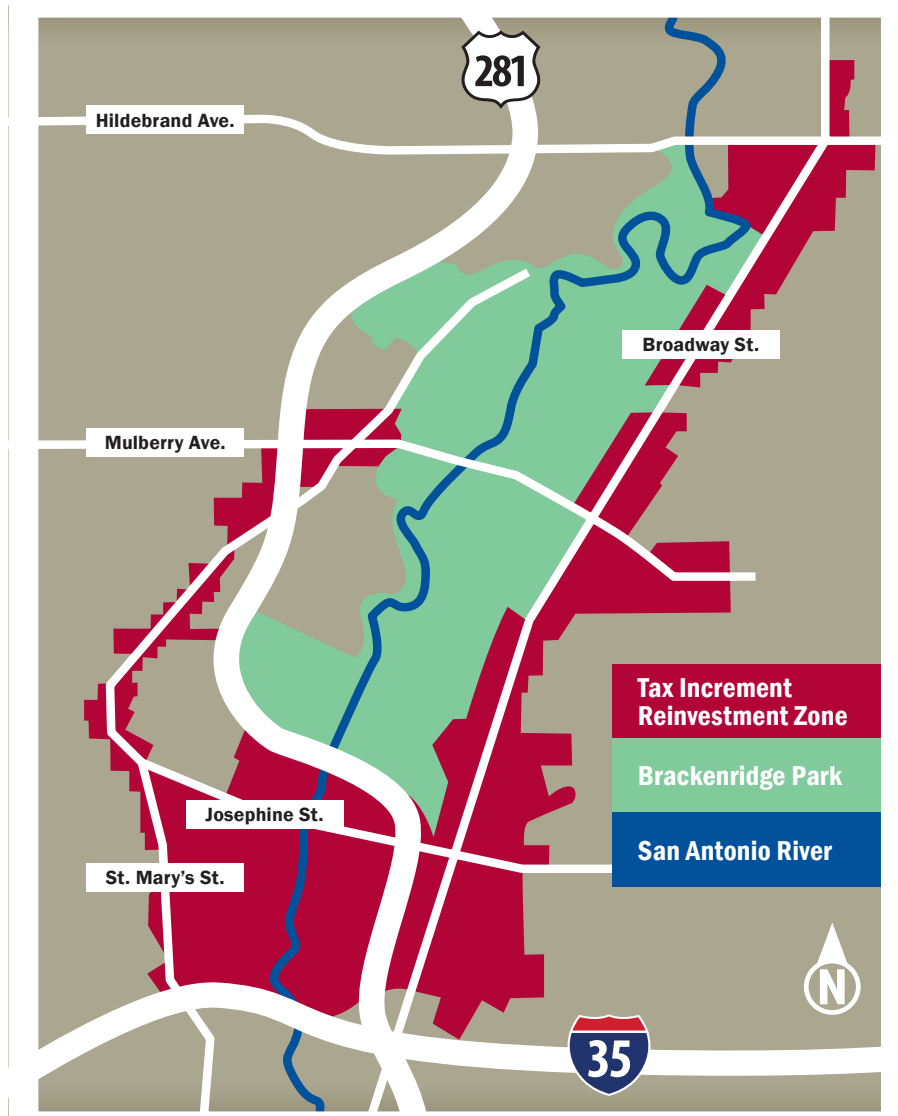 281
Hildebrand Ave.
Broadway St.
Mulberry Ave.
Tax Increment
Reinvestment Zone
Brackenridge Park
Josephine St.
San Antonio River
St. Mary's St.
N
35